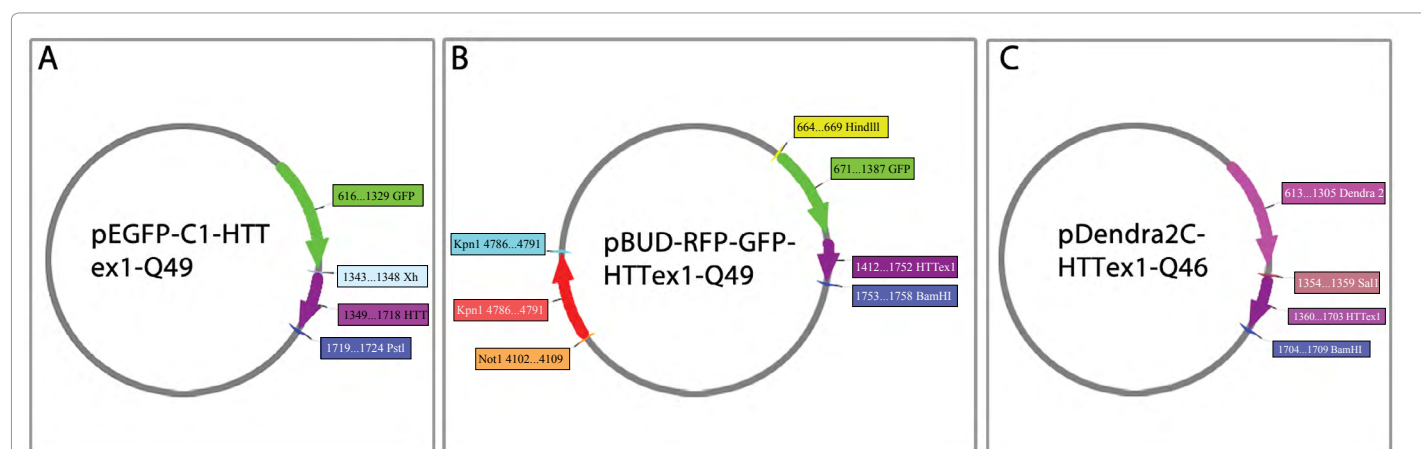 A
616...1329 GFP
pEGFP-C1-HTT
ex1-Q49
1343...1348 Xh
1349...1718 HTT
1719...1724 PstI
B
664...669 HindIII
671...1387 GFP
Kpn1 4786...4791
pBUD-RFP-GFP-
HTTex1-Q49
1412...1752 HTTex1
1753...1758 BamHI
Kpn1 4786...4791
Not1 4102...4109
C
613...1305 Dendra 2
pDendra2C-
HTTex1-Q46
1354...1359 Sal1
1360...1703 HTTex1
1704...1709 BamHI